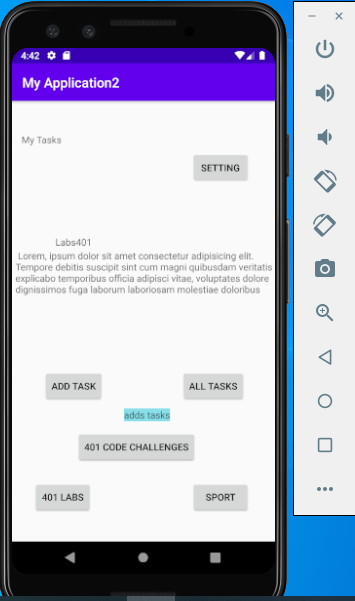 4:42
My Application2
My Tasks
SETTING
Labs401
Lorem, ipsum dolor sit amet consectetur adipisicing elit.
Tempore debitis suscipit sint cum magni quibusdam veritatis
explicabo temporibus officia adipisci vitae, voluptates dolore
dignissimos fuga laborum laboriosam molestiae doloribus
ADD TASK
ALL TASKS
adds tasks
401 CODE CHALLENGES
401 LABS
SPORT